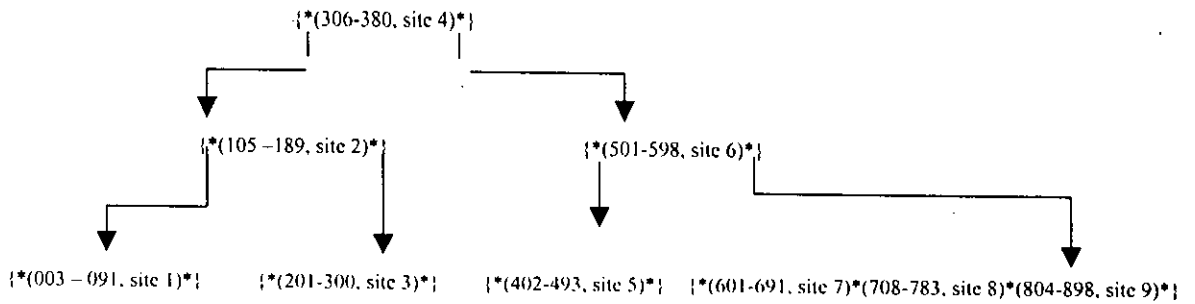 {*(306-380, site 4)*}
{*(105 –189, site 2)*} {*(501-598, site 6)*}
{*(003 – 091, site 1)*} {*(201-300, site 3)*} {*(402-493, site 5)*} {*(601-691, site 7)*(708-783, site 8)*(804-898, site 9)*}